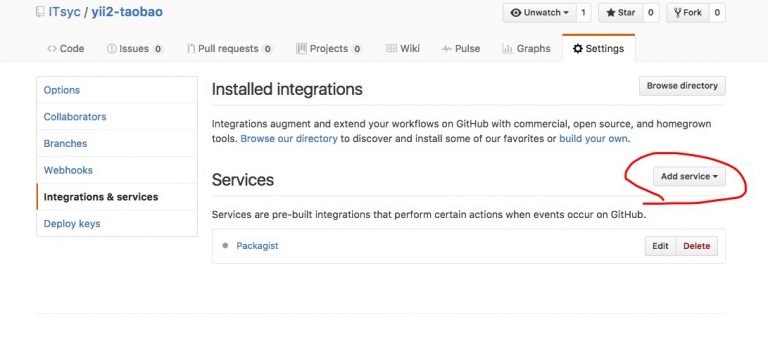 ITsyc / yii2-taobao
Unwatch 1 Star 0 Fork 0
Code Issues 0 Pull requests 0 Projects 0 Wiki Pulse Graphs Settings
Options
Collaborators
Branches
Webhooks
Integrations & services
Deploy keys
Installed integrations
Browse directory
Integrations augment and extend your workflows on GitHub with commercial, open source, and homegrown
tools. Browse our directory to discover and install some of our favorites or build your own.
Services
Add service
Services are pre-built integrations that perform certain actions when events occur on GitHub.
Packagist
Edit Delete